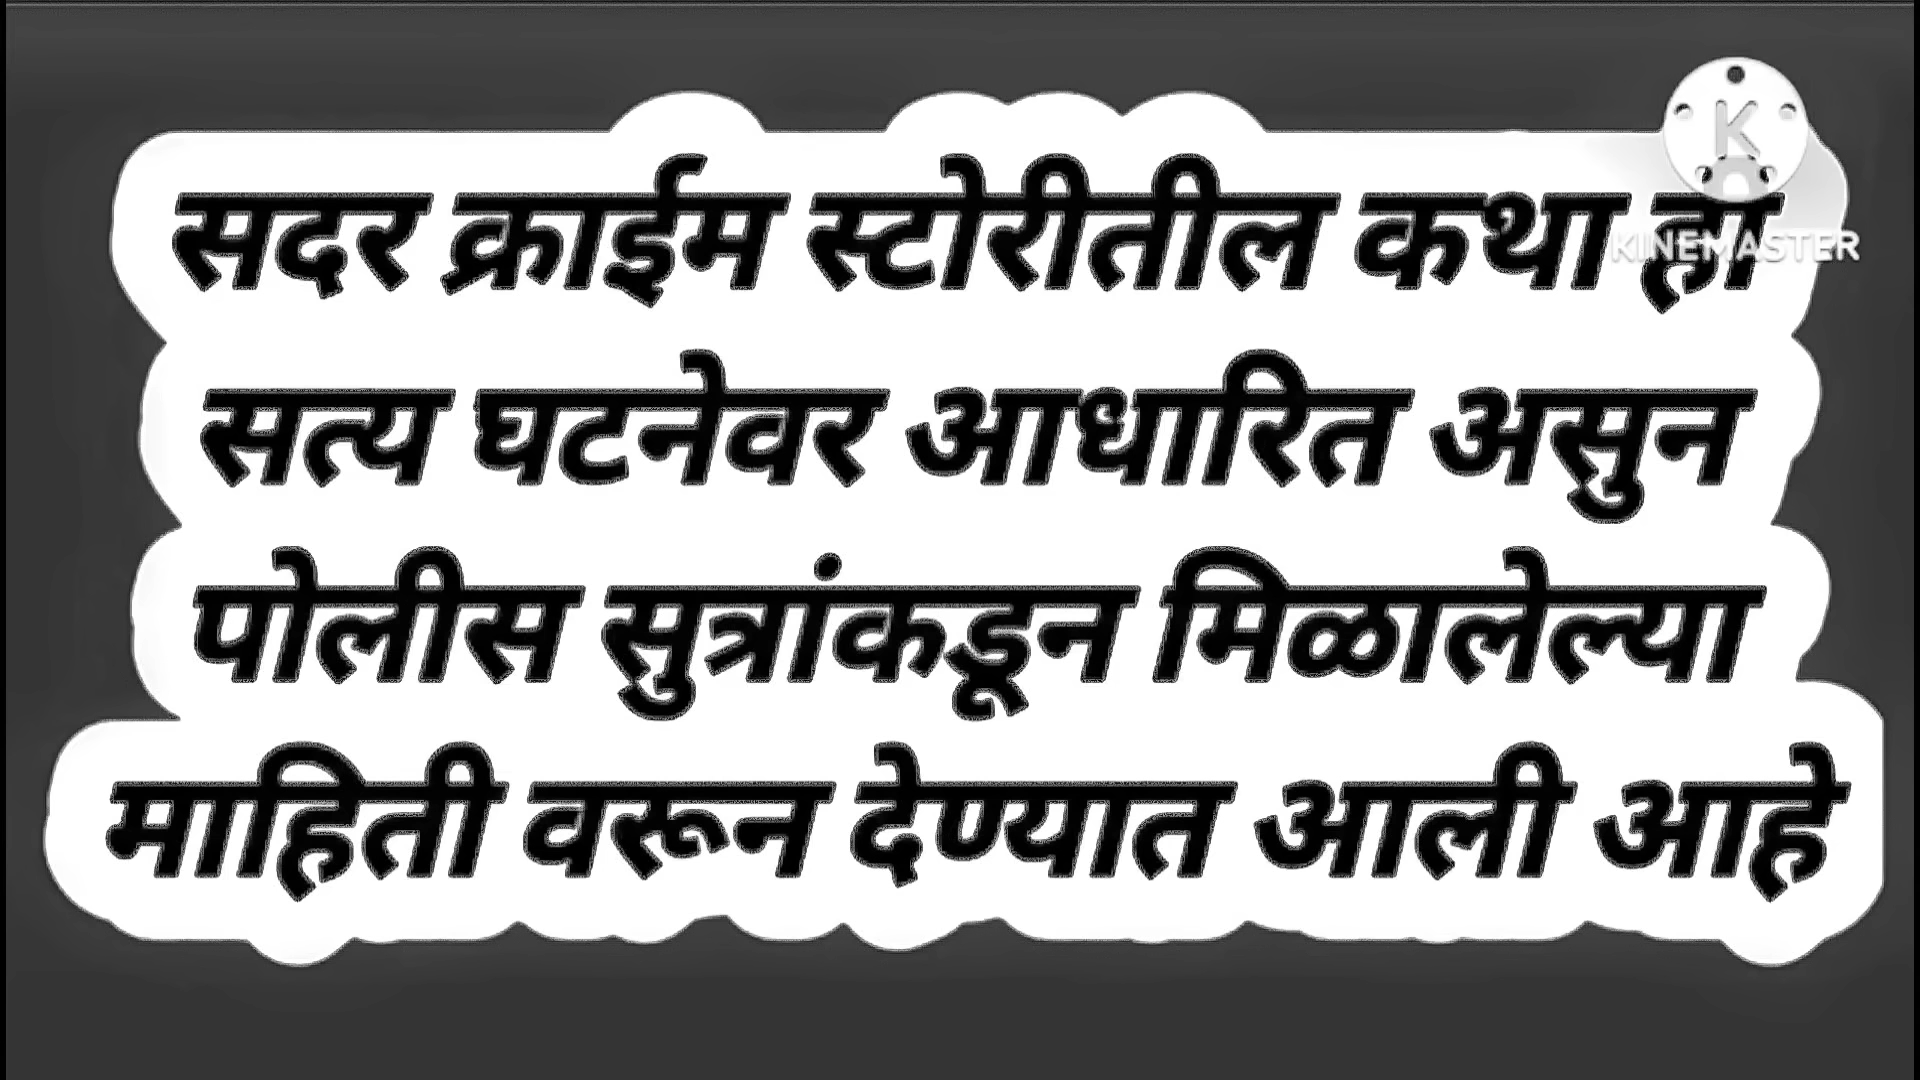 सदर क्राईम स्टोरीतील कथा हा
KINEMASTER
सत्य घटनेवर आधारित असुन
पोलीस सुत्रांकडून मिळालेल्या
माहिती वरून देण्यात आली आहे